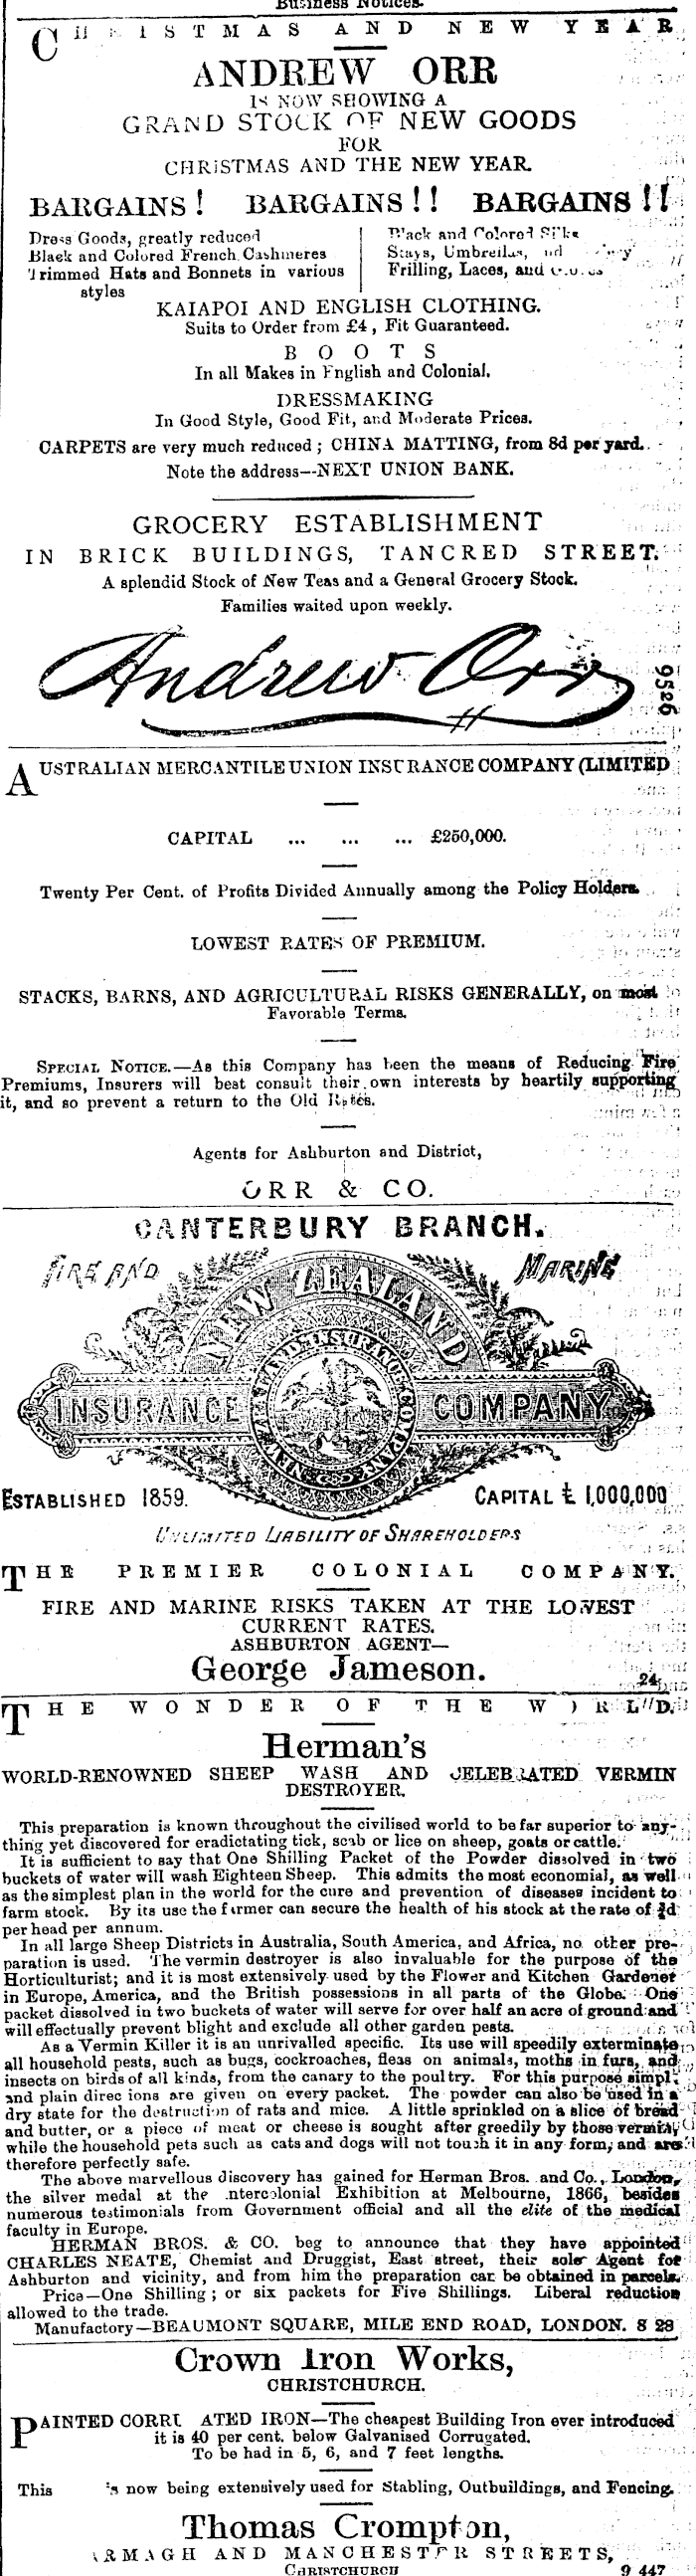 Business Notices.
CHRISTMAS AND NEW YEAR
ANDREW ORR
IS NOW SHOWING A
GRAND STOCK OF NEW GOODS
FOR
CHRISTMAS AND THE NEW YEAR.
BARGAINS! BARGAINS!! BARGAINS!!
Dress Goods, greatly reduced
Black and Colored French Cashmeres
Trimmed Hats and Bonnets in various
styles
Black and Colored Silks
Stays, Umbrellas,
Frilling, Laces, and
KAIAPOI AND ENGLISH CLOTHING.
Suits to Order from £4, Fit Guaranteed.
BOOTS
In all Makes in English and Colonial.
DRESSMAKING
In Good Style, Good Fit, and Moderate Prices.
CARPETS are very much reduced; CHINA MATTING, from 8d per yard.
Note the address—NEXT UNION BANK.
GROCERY ESTABLISHMENT
IN BRICK BUILDINGS, TANCRED STREET.
A splendid Stock of New Teas and a General Grocery Stock.
Families waited upon weekly.
Andrew Orr
9526
AUSTRALIAN MERCANTILE UNION INSURANCE COMPANY (LIMITED
CAPITAL ... ... ... £250,000.
Twenty Per Cent. of Profits Divided Annually among the Policy Holders.
LOWEST RATES OF PREMIUM.
STACKS, BARNS, AND AGRICULTURAL RISKS GENERALLY, on most
Favorable Terms.
SPECIAL NOTICE.—As this Company has been the means of Reducing Fire
Premiums, Insurers will best consult their own interests by heartily supporting
it, and so prevent a return to the Old Rates.
Agents for Ashburton and District,
ORR & CO.
CANTERBURY BRANCH.
FIRE AND MARINE
NEW ZEALAND
INSURANCE COMPANY
NEW ZEALAND INSURANCE COMPANY
ESTABLISHED 1859. CAPITAL £ 1,000,000
UNLIMITED LIABILITY OF SHAREHOLDERS
THE PREMIER COLONIAL COMPANY.
FIRE AND MARINE RISKS TAKEN AT THE LOWEST
CURRENT RATES.
ASHBURTON AGENT—
George Jameson.
24
THE WONDER OF THE WORLD.
Herman's
WORLD-RENOWNED SHEEP WASH AND CELEBRATED VERMIN
DESTROYER.
This preparation is known throughout the civilised world to be far superior to any-
thing yet discovered for eradictating tick, scab or lice on sheep, goats or cattle.
It is sufficient to say that One Shilling Packet of the Powder dissolved in two
buckets of water will wash Eighteen Sheep. This admits the most economial, as well
as the simplest plan in the world for the cure and prevention of diseases incident to
farm stock. By its use the farmer can secure the health of his stock at the rate of ¾d
per head per annum.
In all large Sheep Districts in Australia, South America, and Africa, no other pre-
paration is used. The vermin destroyer is also invaluable for the purpose of the
Horticulturist; and it is most extensively used by the Flower and Kitchen Gardener
in Europe, America, and the British possessions in all parts of the Globe. One
packet dissolved in two buckets of water will serve for over half an acre of ground and
will effectually prevent blight and exclude all other garden pests.
As a Vermin Killer it is an unrivalled specific. Its use will speedily exterminate
all household pests, such as bugs, cockroaches, fleas on animals, moths in furs, and
insects on birds of all kinds, from the canary to the poultry. For this purpose simple
and plain direc ions are given on every packet. The powder can also be used in a
dry state for the destruction of rats and mice. A little sprinkled on a slice of bread
and butter, or a piece of meat or cheese is sought after greedily by those vermin,
while the household pets such as cats and dogs will not touch it in any form, and are
therefore perfectly safe.
The above marvellous discovery has gained for Herman Bros. and Co., London,
the silver medal at the ntercolonial Exhibition at Melbourne, 1866, besides
numerous testimonials from Government official and all the elite of the medical
faculty in Europe.
HERMAN BROS. & CO. beg to announce that they have appointed
CHARLES NEATE, Chemist and Druggist, East street, their sole Agent for
Ashburton and vicinity, and from him the preparation can be obtained in parcels.
Price—One Shilling; or six packets for Five Shillings. Liberal reduction
allowed to the trade.
Manufactory—BEAUMONT SQUARE, MILE END ROAD, LONDON. 8 28
Crown Iron Works,
CHRISTCHURCH.
PAINTED CORRU ATED IRON—The cheapest Building Iron ever introduced
it is 40 per cent. below Galvanised Corrugated.
To be had in 5, 6, and 7 feet lengths.
This is now being extensively used for Stabling, Outbuildings, and Fencing.
Thomas Crompton,
ARMAGH AND MANCHESTER STREETS,
CHRISTCHURCH
9 447